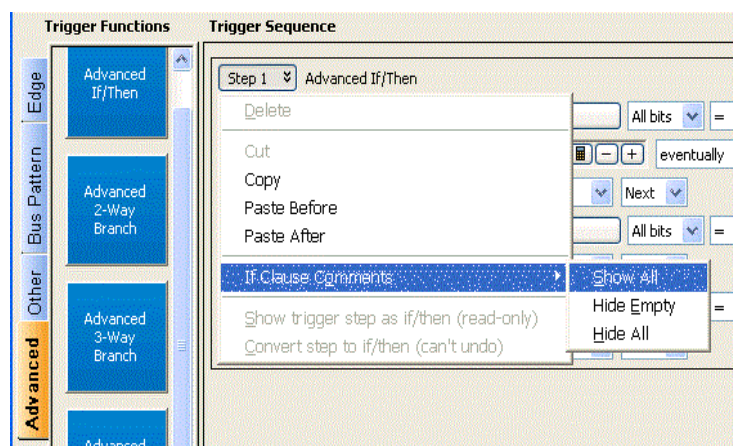 Trigger Functions
Trigger Sequence
Edge
Bus Pattern
Other
Advanced
Advanced
If/Then
Advanced
2-Way
Branch
Advanced
3-Way
Branch
Advanced
Step 1
Advanced If/Then
Delete
Cut
Copy
Paste Before
Paste After
If Clause Comments
Show trigger step as if/then (read-only)
Convert step to if/then (can't undo)
Show All
Hide Empty
Hide All
All bits =
- + eventually
Next
All bits =
=